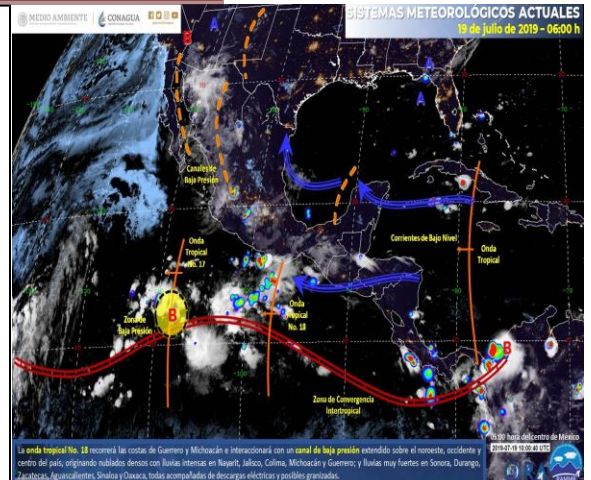 MEDIO AMBIENTE
CONAGUA
SISTEMAS METEOROLÓGICOS ACTUALES
19 de julio de 2019 – 06:00 h
B
A
A
A
Canales de
Baja Presión
Onda
Tropical
No. 17
Corrientes de Bajo Nivel
Onda
Tropical
Zona de
Baja Presión
B
Onda
Tropical
No. 18
B
Zona de Convergencia
Intertropical
05:00 hora del centro de México
2019-07-19 10:00:40 UTC
La onda tropical No. 18 recorrerá las costas de Guerrero y Michoacán e interaccionará con un canal de baja presión extendido sobre el noroeste, occidente y
centro del país, originando nublados densos con lluvias intensas en Nayarit, Jalisco, Colima, Michoacán y Guerrero; y lluvias muy fuertes en Sonora, Durango,
Zacatecas, Aguascalientes, Sinaloa y Oaxaca, todas acompañadas de descargas eléctricas y posibles granizadas.